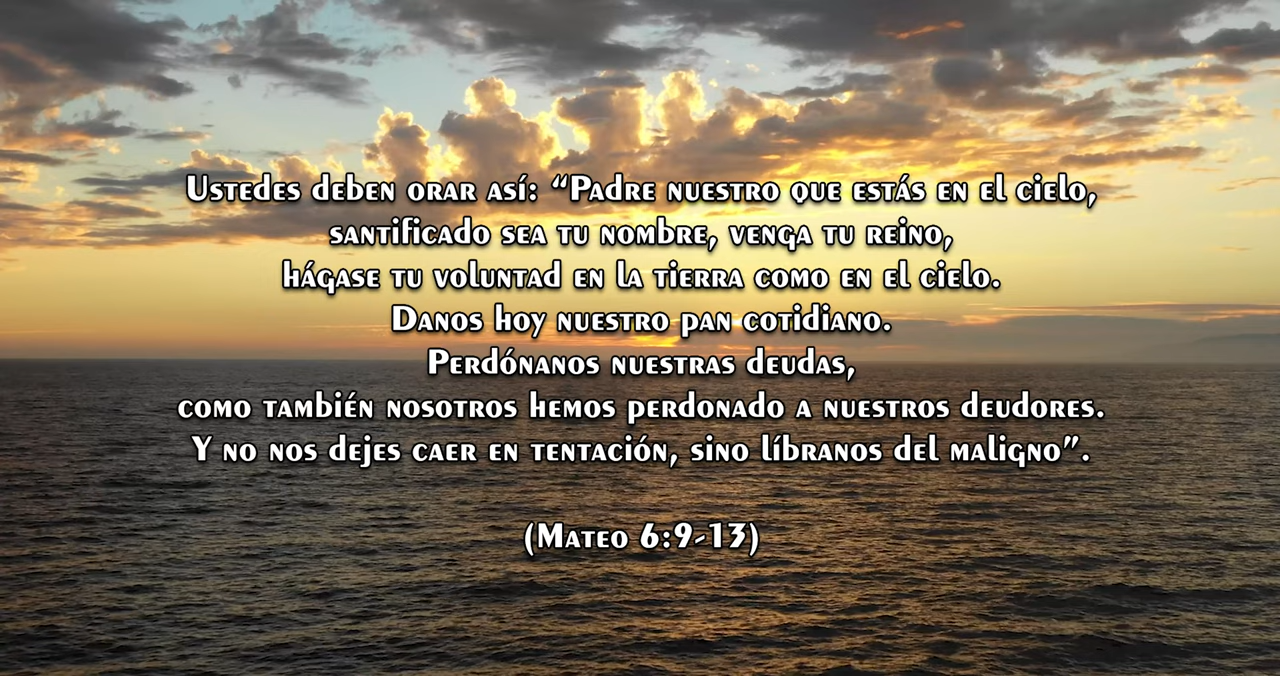 Ustedes deben orar así: “Padre nuestro que estás en el cielo,
santificado sea tu nombre, venga tu reino,
hágase tu voluntad en la tierra como en el cielo.
Danos hoy nuestro pan cotidiano.
Perdónanos nuestras deudas,
como también nosotros hemos perdonado a nuestros deudores.
Y no nos dejes caer en tentación, sino líbranos del maligno”.
(Mateo 6:9-13)